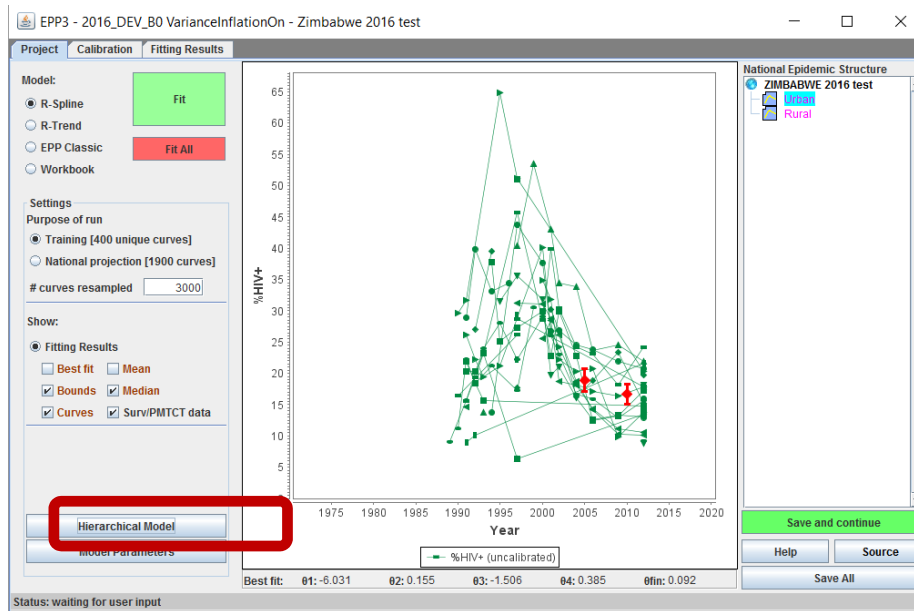 EPP3 - 2016_DEV_B0 VarianceInflationOn - Zimbabwe 2016 test
Project Calibration Fitting Results
Model:
R-Spline
R-Trend
EPP Classic
Workbook
Fit
Fit All
Settings
Purpose of run
Training [400 unique curves]
National projection [1900 curves]
# curves resampled 3000
Show:
Fitting Results
Best fit Mean
Bounds Median
Curves Surv/PMTCT data
Hierarchical Model
Model Parameters
%HIV+
65
60
55
50
45
40
35
30
25
20
15
10
5
1975 1980 1985 1990 1995 2000 2005 2010 2015 2020
Year
%HIV+ (uncalibrated)
Best fit: θ1: -6.031 θ2: 0.155 θ3: -1.506 θ4: 0.385 θfin: 0.092
National Epidemic Structure
ZIMBABWE 2016 test
Urban
Rural
Save and continue
Help Source
Save All
Status: waiting for user input